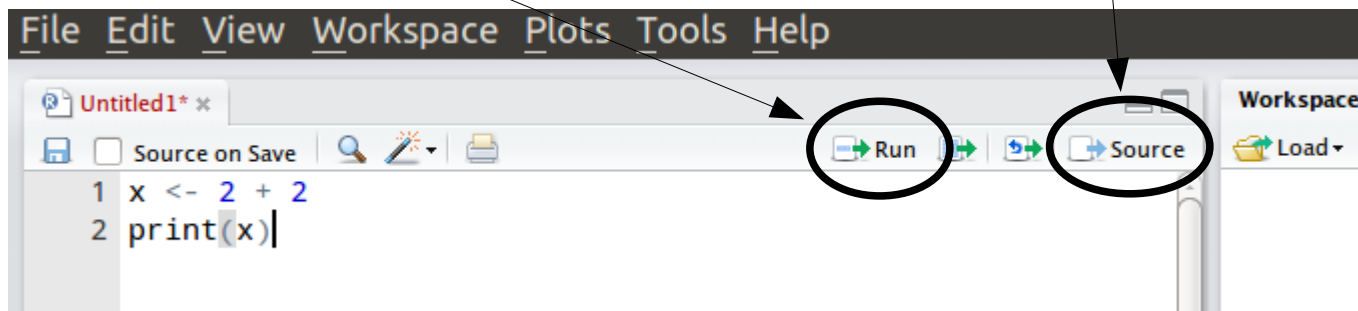 File Edit View Workspace Plots Tools Help
Untitled1* Workspace
Source on Save Run Source Load
1 x <- 2 + 2
2 print(x)